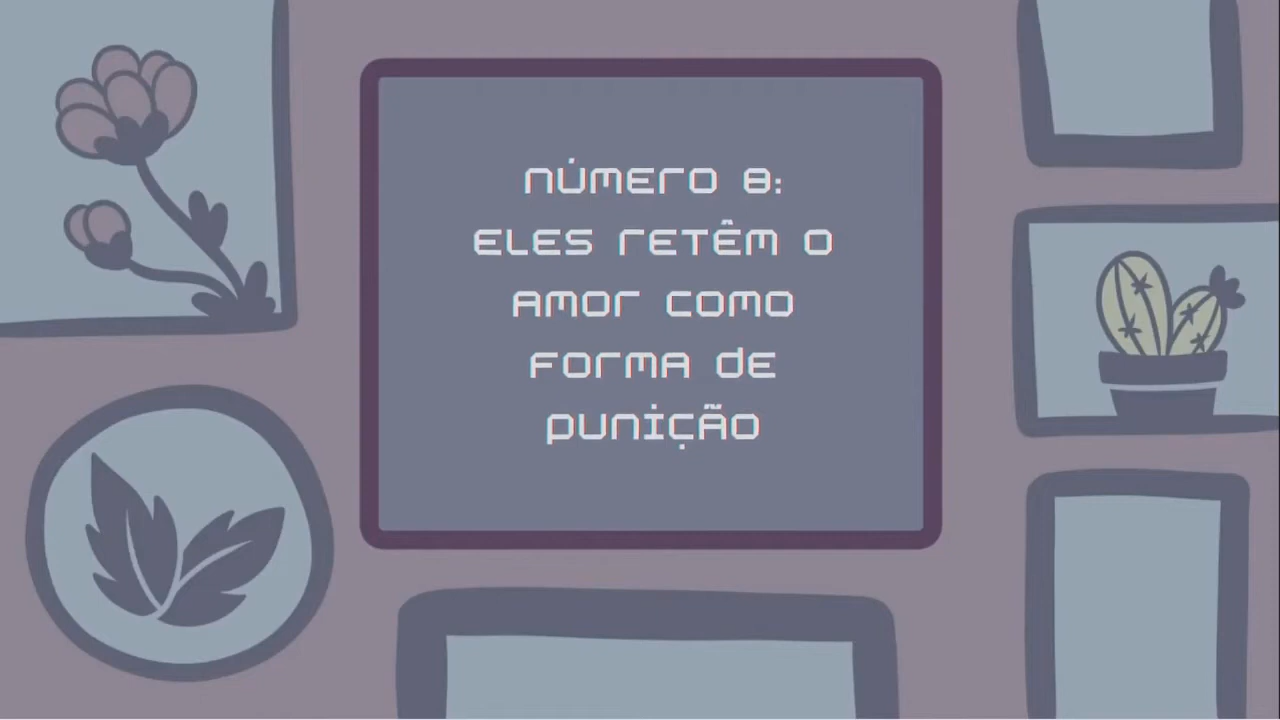 NÚMERO 8:
ELES RETÊM O
AMOR COMO
FORMA DE
PUNIÇÃO